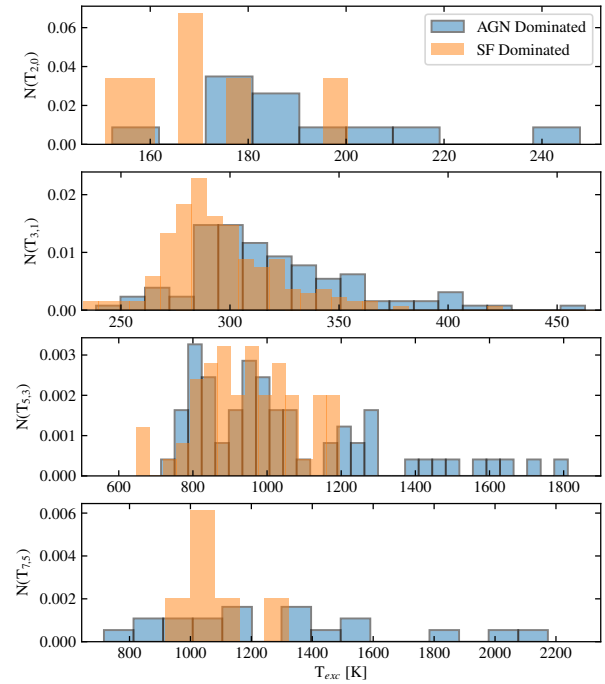 AGN Dominated
SF Dominated
N(T2,0)
0.06
0.04
0.02
0.00
160 180 200 220 240
N(T3,1)
0.02
0.01
0.00
250 300 350 400 450
N(T5,3)
0.003
0.002
0.001
0.000
600 800 1000 1200 1400 1600 1800
N(T7,5)
0.006
0.004
0.002
0.000
800 1000 1200 1400 1600 1800 2000 2200
Texc [K]